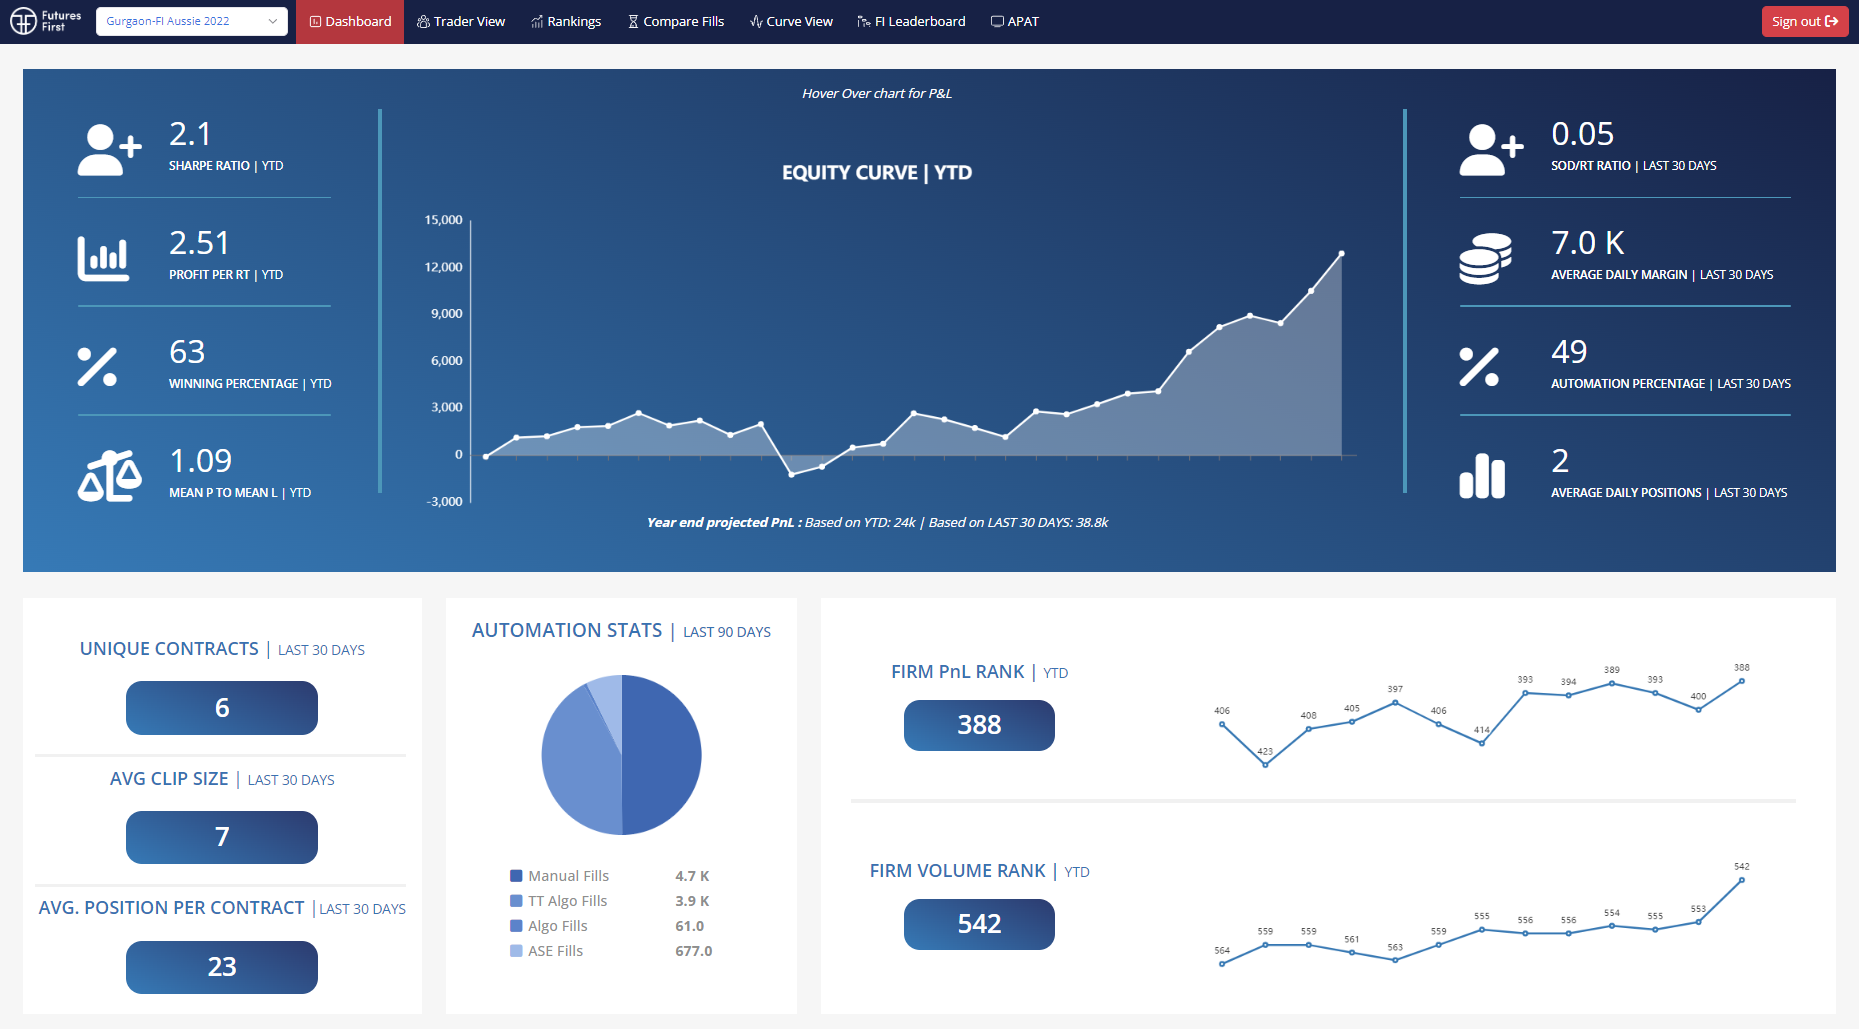 Futures First
Gurgaon-FI Aussie 2022
Dashboard
Trader View
Rankings
Compare Fills
Curve View
FI Leaderboard
APAT
Sign out
Hover Over chart for P&L
2.1
SHARPE RATIO | YTD
2.51
PROFIT PER RT | YTD
63
WINNING PERCENTAGE | YTD
1.09
MEAN P TO MEAN L | YTD
EQUITY CURVE | YTD
15,000
12,000
9,000
6,000
3,000
0
-3,000
Year end projected PnL : Based on YTD: 24k | Based on LAST 30 DAYS: 38.8k
0.05
SOD/RT RATIO | LAST 30 DAYS
7.0 K
AVERAGE DAILY MARGIN | LAST 30 DAYS
49
AUTOMATION PERCENTAGE | LAST 30 DAYS
2
AVERAGE DAILY POSITIONS | LAST 30 DAYS
UNIQUE CONTRACTS | LAST 30 DAYS
6
AVG CLIP SIZE | LAST 30 DAYS
7
AVG. POSITION PER CONTRACT |LAST 30 DAYS
23
AUTOMATION STATS | LAST 90 DAYS
Manual Fills 4.7 K
TT Algo Fills 3.9 K
Algo Fills 61.0
ASE Fills 677.0
FIRM PnL RANK | YTD
388
406 423 408 405 397 406 414 393 394 389 393 400 388
FIRM VOLUME RANK | YTD
542
564 559 559 561 563 559 555 556 556 554 555 553 542